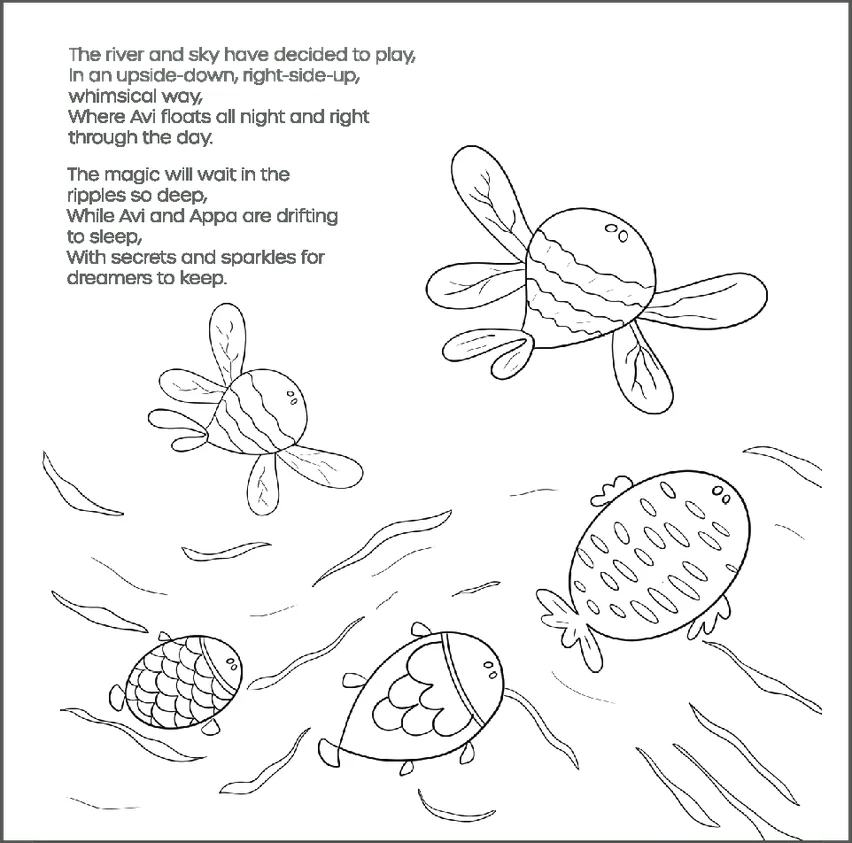 The river and sky have decided to play,
In an upside-down, right-side-up,
whimsical way,
Where Avi floats all night and right
through the day.
The magic will wait in the
ripples so deep,
While Avi and Appa are drifting
to sleep,
With secrets and sparkles for
dreamers to keep.